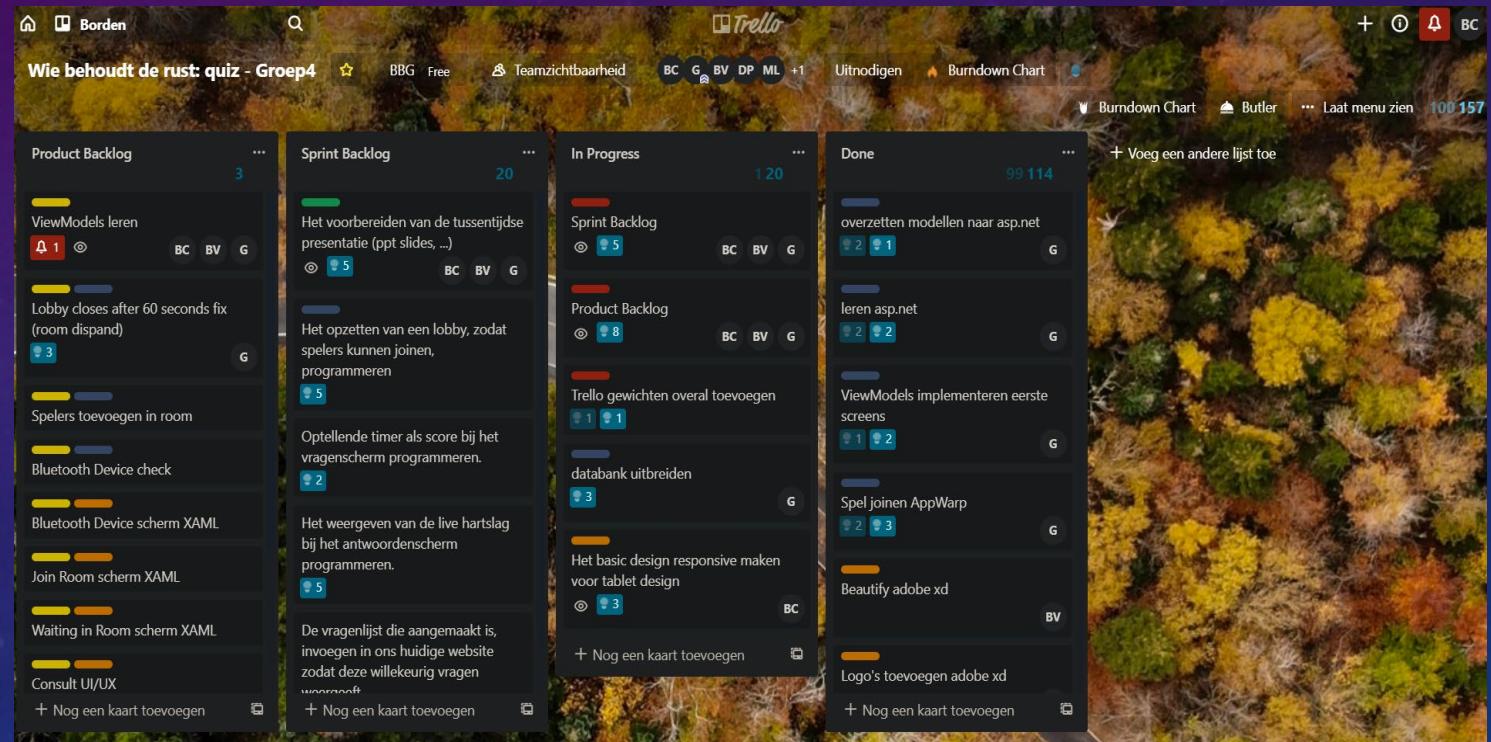 Borden
Trello
BC
Wie behoudt de rust: quiz - Groep4
BBG Free
Teamzichtbaarheid
BC G BV DP ML +1
Uitnodigen
Burndown Chart
Burndown Chart
Butler
Laat menu zien
100 157
Product Backlog
3
ViewModels leren
1
BC BV G
Lobby closes after 60 seconds fix
(room dispand)
3
G
Spelers toevoegen in room
Bluetooth Device check
Bluetooth Device scherm XAML
Join Room scherm XAML
Waiting in Room scherm XAML
Consult UI/UX
+ Nog een kaart toevoegen
Sprint Backlog
20
Het voorbereiden van de tussentijdse
presentatie (ppt slides, ...)
5
BC BV G
Het opzetten van een lobby, zodat
spelers kunnen joinen,
programmeren
5
Optellende timer als score bij het
vragenscherm programmeren.
2
Het weergeven van de live hartslag
bij het antwoordenscherm
programmeren.
5
De vragenlijst die aangemaakt is,
invoegen in ons huidige website
zodat deze willekeurig vragen
+ Nog een kaart toevoegen
In Progress
1 20
Sprint Backlog
5
BC BV G
Product Backlog
8
BC BV G
Trello gewichten overal toevoegen
1 1
databank uitbreiden
3
G
Het basic design responsive maken
voor tablet design
3
BC
+ Nog een kaart toevoegen
Done
99 114
overzetten modellen naar asp.net
2 1
G
leren asp.net
2 2
G
ViewModels implementeren eerste
screens
1 2
G
Spel joinen AppWarp
2 3
G
Beautify adobe xd
BV
Logo's toevoegen adobe xd
+ Nog een kaart toevoegen
+ Voeg een andere lijst toe